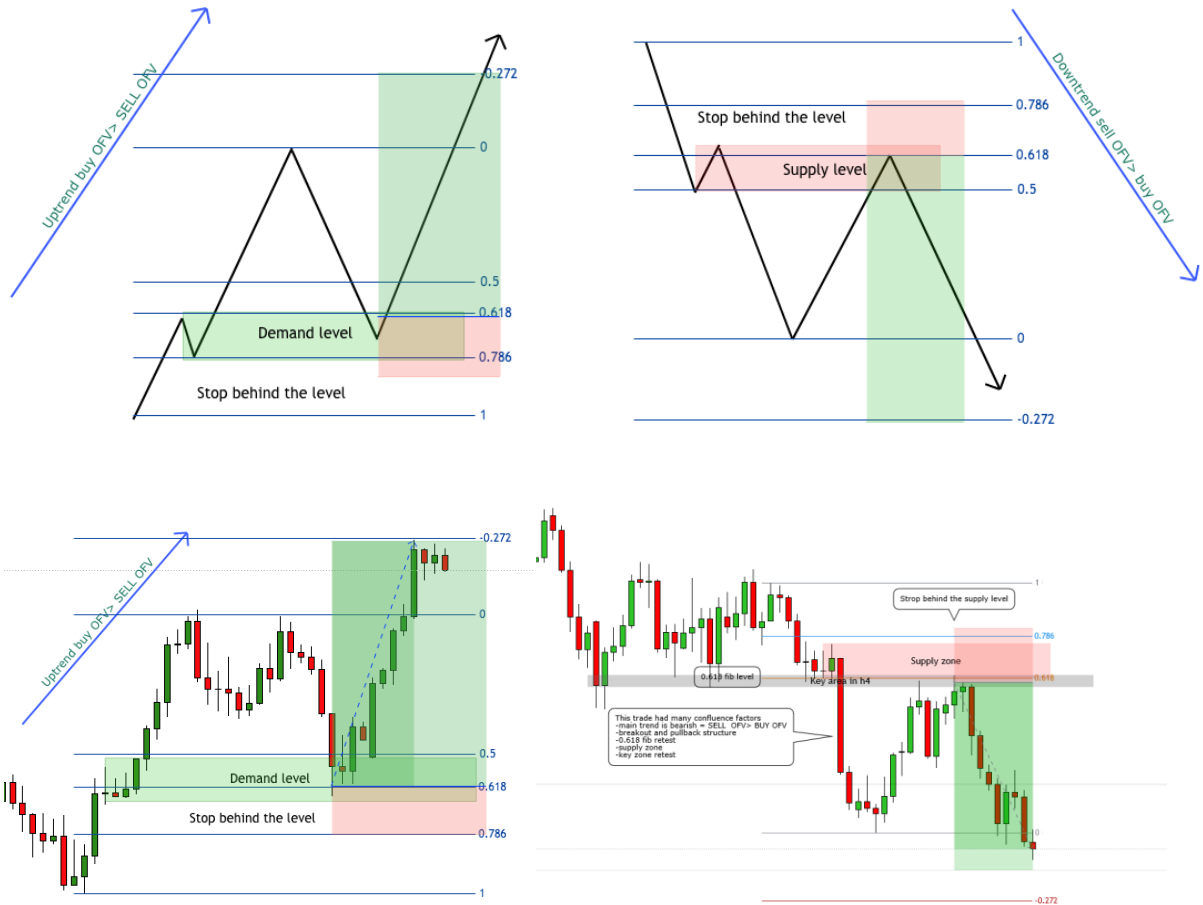 Uptrend buy OFV> SELL OFV
-0.272
0
0.5
0.618
Demand level
0.786
Stop behind the level
1
1
Downtrend sell OFV> buy OFV
0.786
Stop behind the level
0.618
Supply level
0.5
0
-0.272
Uptrend buy OFV> SELL OFV
-0.272
0
0.5
Demand level
0.618
Stop behind the level
0.786
1
1
Strop behind the supply level
0.786
Supply zone
0.618 fib level
Key area in h4
0.618
This trade had many confluence factors
-main trend is bearish = SELL OFV> BUY OFV
-breakout and pullback structure
-0.618 fib retest
-supply zone
-key zone retest
0
-0.272